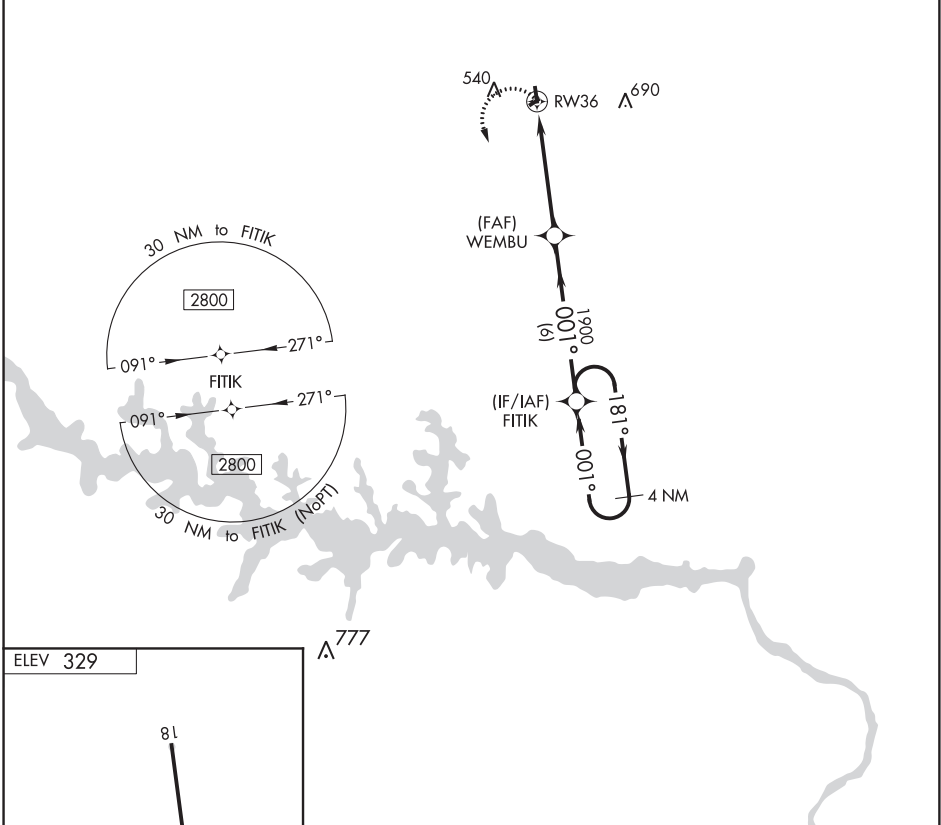 540
RW36
690
(FAF)
WEMBU
30 NM to FITIK
2800
091°
271°
FITIK
1900
001°
(6)
(IF/IAF)
FITIK
181°
001°
4 NM
091°
271°
2800
30 NM to FITIK (NoPT)
777
ELEV 329
18